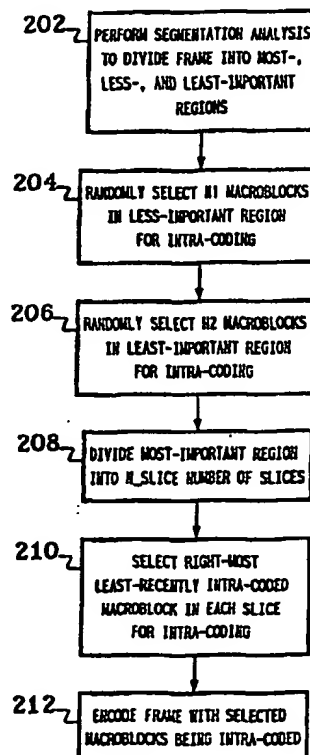 202
PERFORM SEGMENTATION ANALYSIS
TO DIVIDE FRAME INTO MOST-,
LESS-, AND LEAST-IMPORTANT
REGIONS
204
RANDOMLY SELECT N1 MACROBLOCKS
IN LESS-IMPORTANT REGION
FOR INTRA-CODING
206
RANDOMLY SELECT N2 MACROBLOCKS
IN LEAST-IMPORTANT REGION
FOR INTRA-CODING
208
DIVIDE MOST-IMPORTANT REGION
INTO N_SLICE NUMBER OF SLICES
210
SELECT RIGHT-MOST
LEAST-RECENTLY INTRA-CODED
MACROBLOCK IN EACH SLICE
FOR INTRA-CODING
212
ENCODE FRAME WITH SELECTED
MACROBLOCKS BEING INTRA-CODED